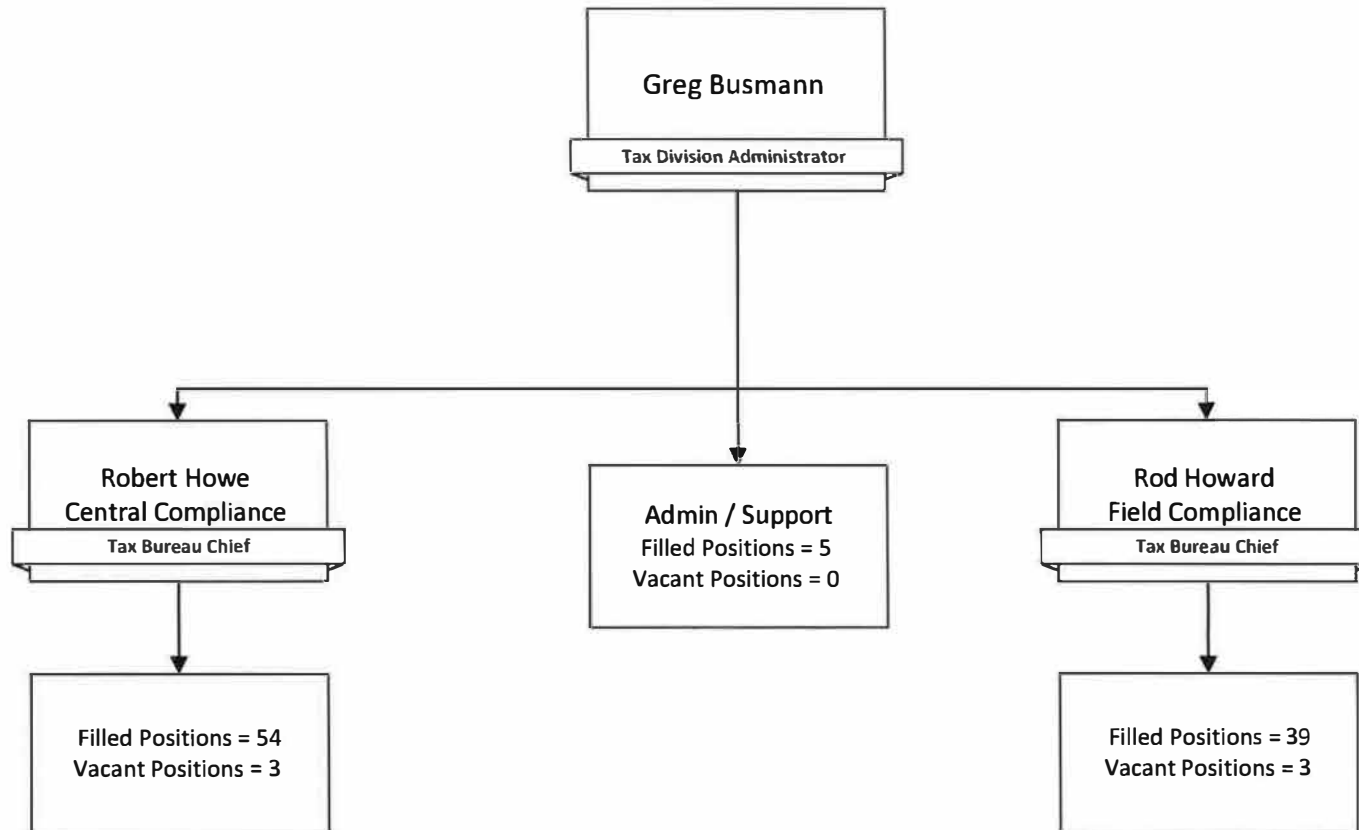 Greg Busmann
Tax Division Administrator
Robert Howe
Central Compliance
Tax Bureau Chief
Admin / Support
Filled Positions = 5
Vacant Positions = 0
Rod Howard
Field Compliance
Tax Bureau Chief
Filled Positions = 54
Vacant Positions = 3
Filled Positions = 39
Vacant Positions = 3